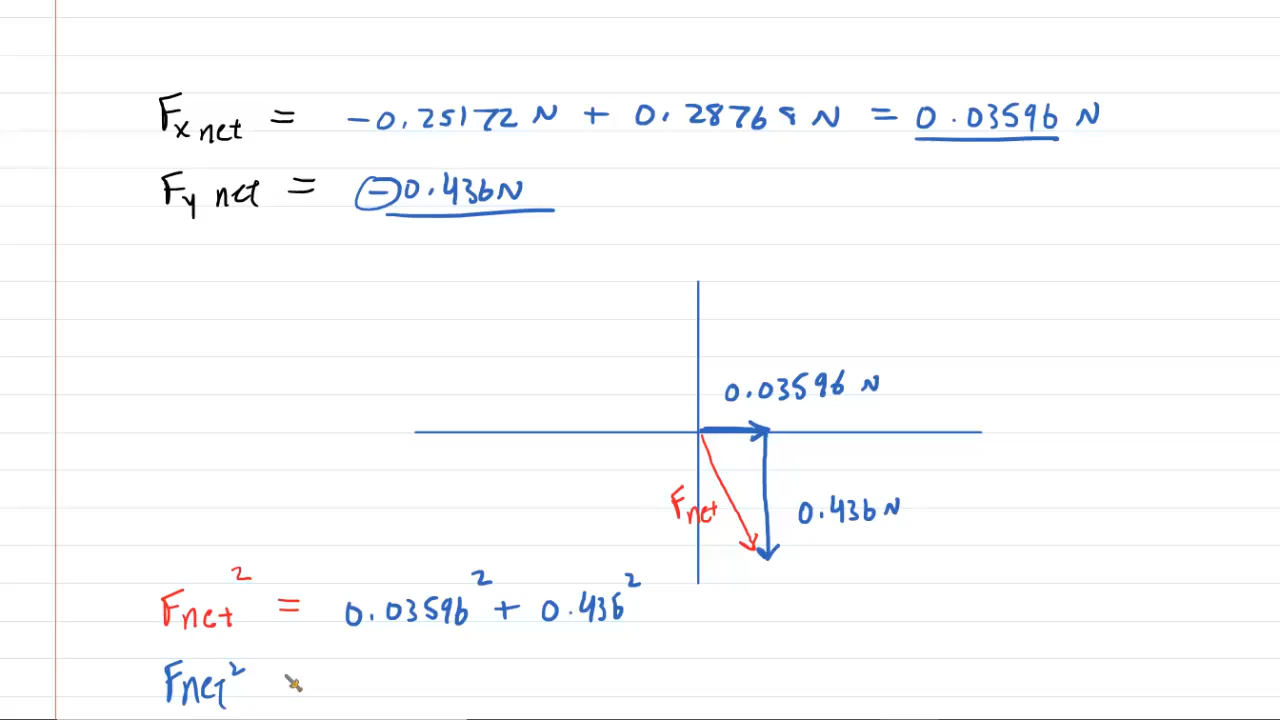 Fx net = -0.25172 N + 0.28768 N = 0.03596 N
Fy net = -0.436 N
0.03596 N
Fnet
0.436 N
Fnet² = 0.03596² + 0.436²
Fnet²